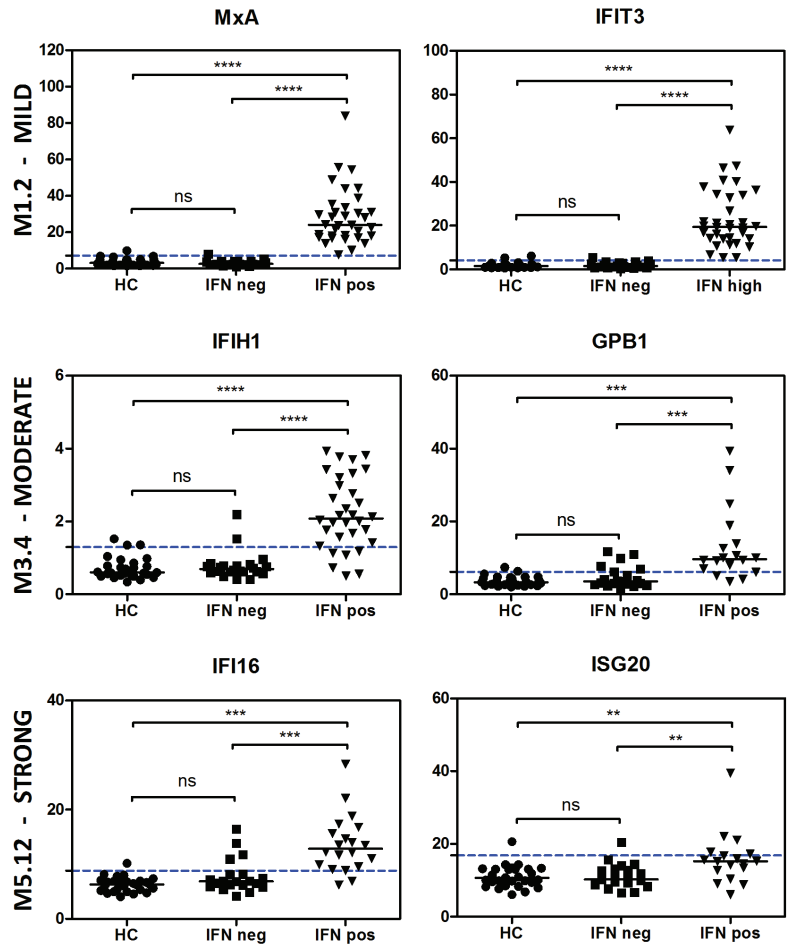 MxA
IFIT3
M1.2 - MILD
120
100
80
60
40
20
0
****
****
ns
HC
IFN neg
IFN pos
100
80
60
40
20
0
****
****
ns
HC
IFN neg
IFN high
IFIH1
GPB1
M3.4 - MODERATE
6
4
2
0
****
****
ns
HC
IFN neg
IFN pos
60
40
20
0
***
***
ns
HC
IFN neg
IFN pos
IFI16
ISG20
M5.12 - STRONG
40
20
0
***
***
ns
HC
IFN neg
IFN pos
60
40
20
0
**
**
ns
HC
IFN neg
IFN pos